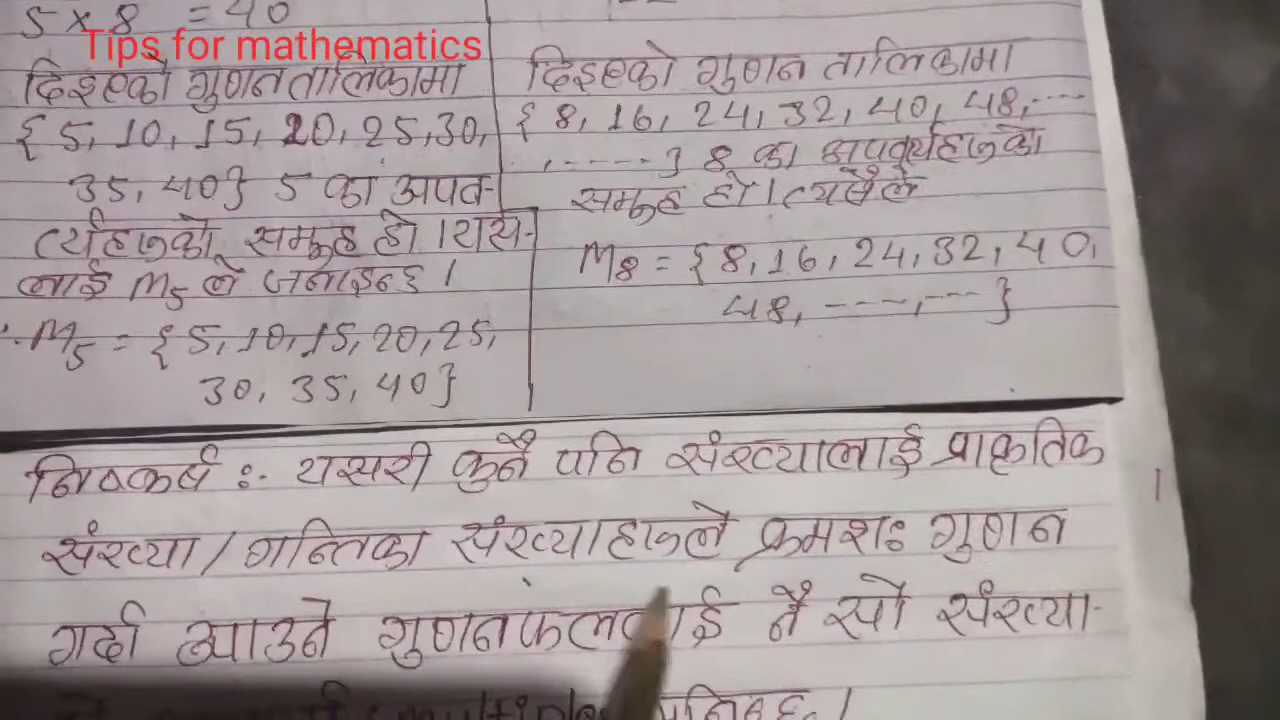 5 × 8 = 40
Tips for mathematics
दिइएको गुणन तालिकामा
{ 5, 10, 15, 20, 25, 30,
35, 40} 5 का अपव-
र्त्यहरूको समूह हो । यस-
लाई M5 ले जनाइन्छ ।
∴ M5 = { 5, 10, 15, 20, 25,
30, 35, 40}
दिइएको गुणन तालिकामा
{ 8, 16, 24, 32, 40, 48, ----
, ------ } 8 का अपवर्त्यहरूको
समूह हो । त्यसैले
M8 = { 8, 16, 24, 32, 40,
48, ----, --- }
निष्कर्ष :- यसरी कुनै पनि संख्यालाई प्राकृतिक
संख्या / गन्तिका संख्याहरूले क्रमशः गुणन
गर्दा आउने गुणनफललाई नै सो संख्या-